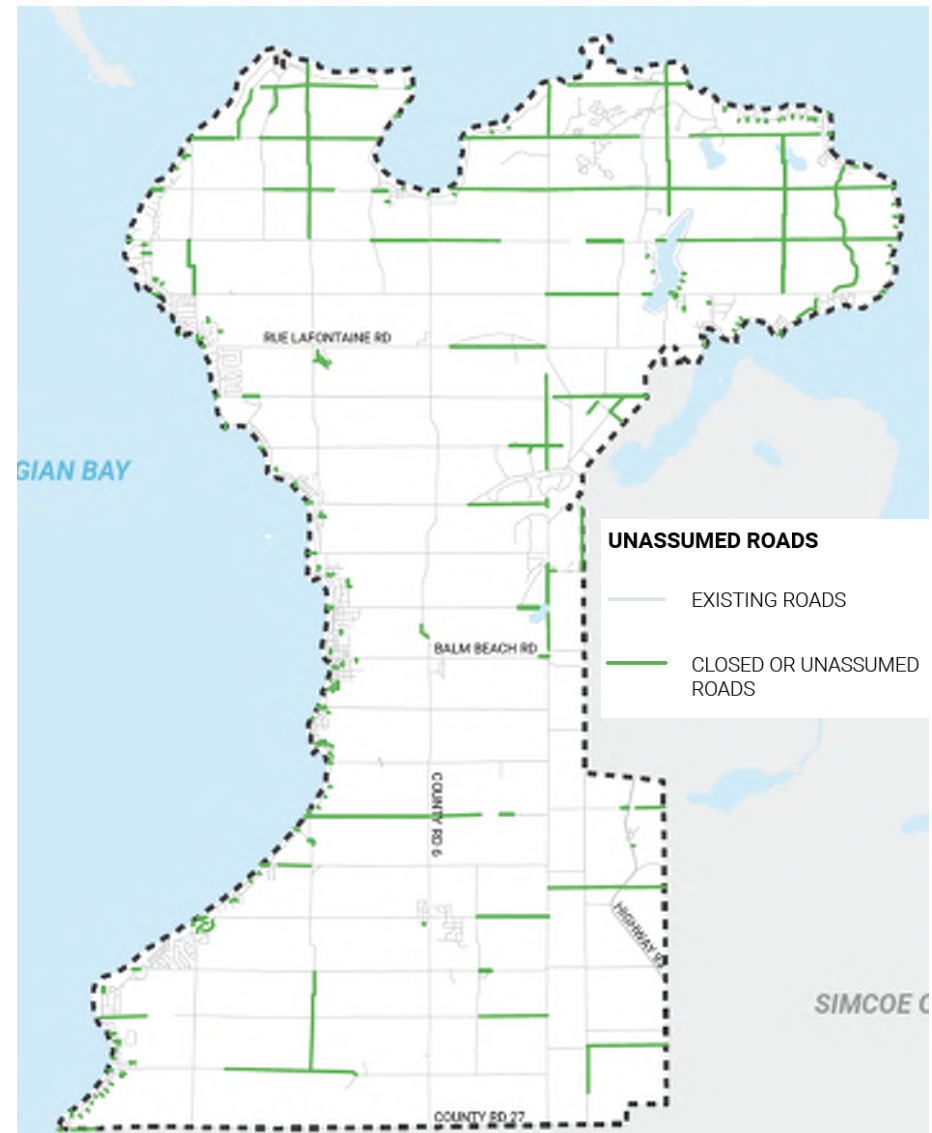 RUE LAFONTAINE RD
GIAN BAY
UNASSUMED ROADS
EXISTING ROADS
BALM BEACH RD
CLOSED OR UNASSUMED
ROADS
COUNTY RD 6
HIGHWAY
SIMCOE
COUNTY RD 27